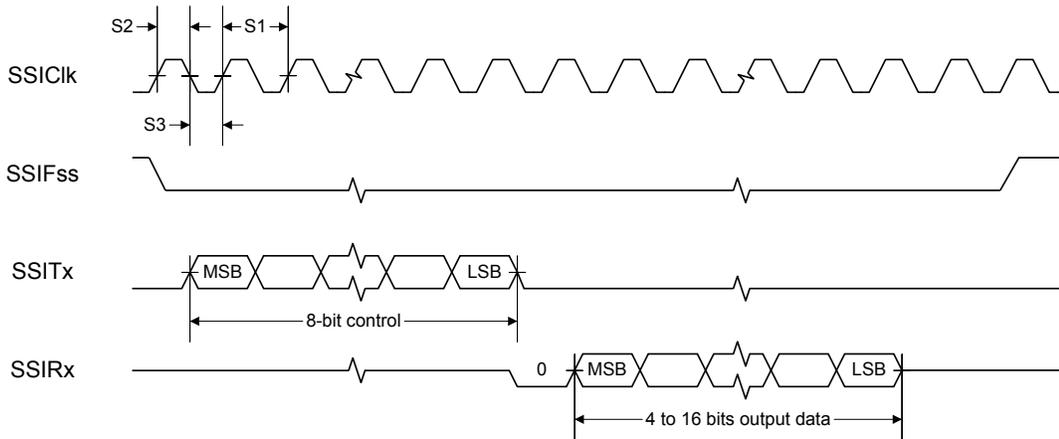 S2
S1
SSIClk
S3
SSIFss
SSITx
MSB
LSB
8-bit control
SSIRx
0
MSB
LSB
4 to 16 bits output data